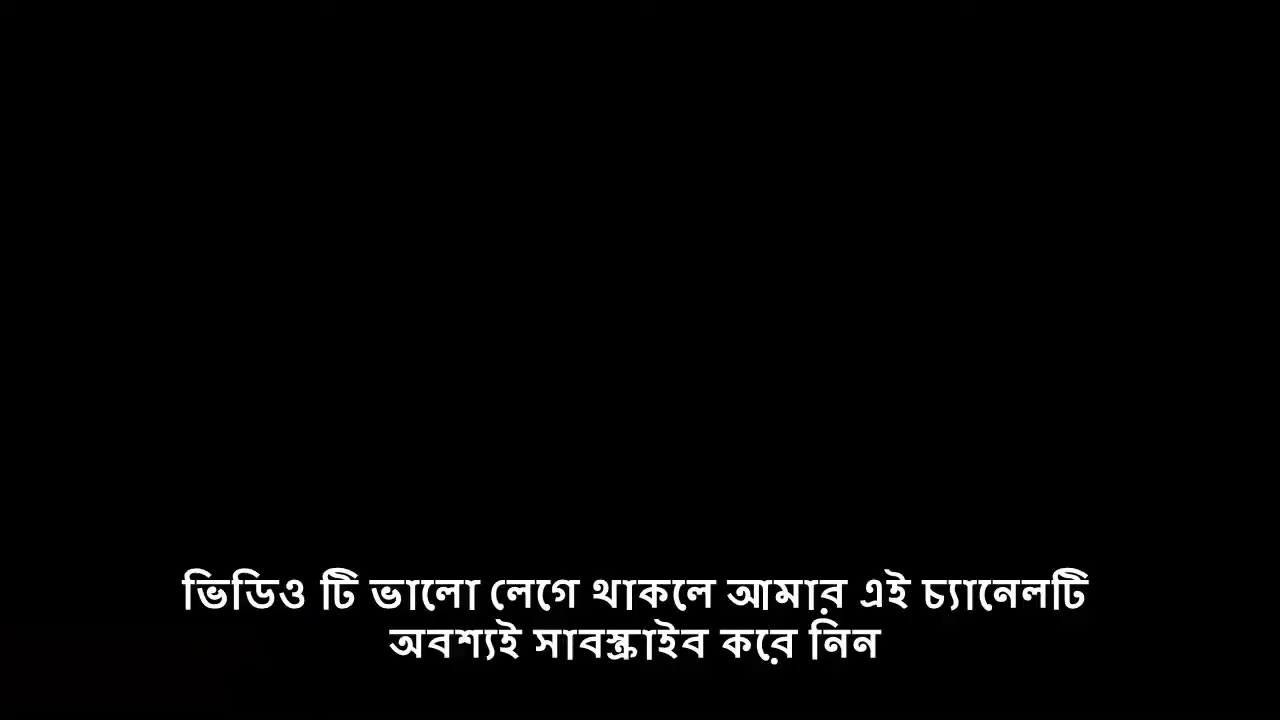 ভিডিও টি ভালো লেগে থাকলে আমার এই চ্যানেলটি
অবশ্যই সাবস্ক্রাইব করে নিন